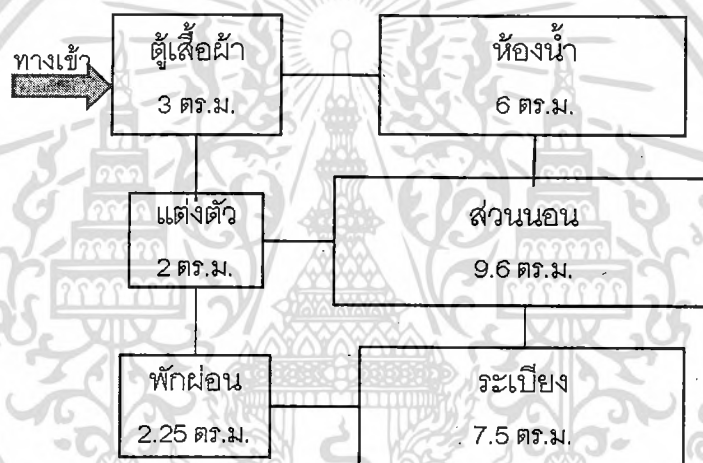 ทางเข้า
ตู้เสื้อผ้า
3 ตร.ม.
ห้องน้ำ
6 ตร.ม.
แต่งตัว
2 ตร.ม.
สวนนอน
9.6 ตร.ม.
พักผ่อน
2.25 ตร.ม.
ระเบียง
7.5 ตร.ม.